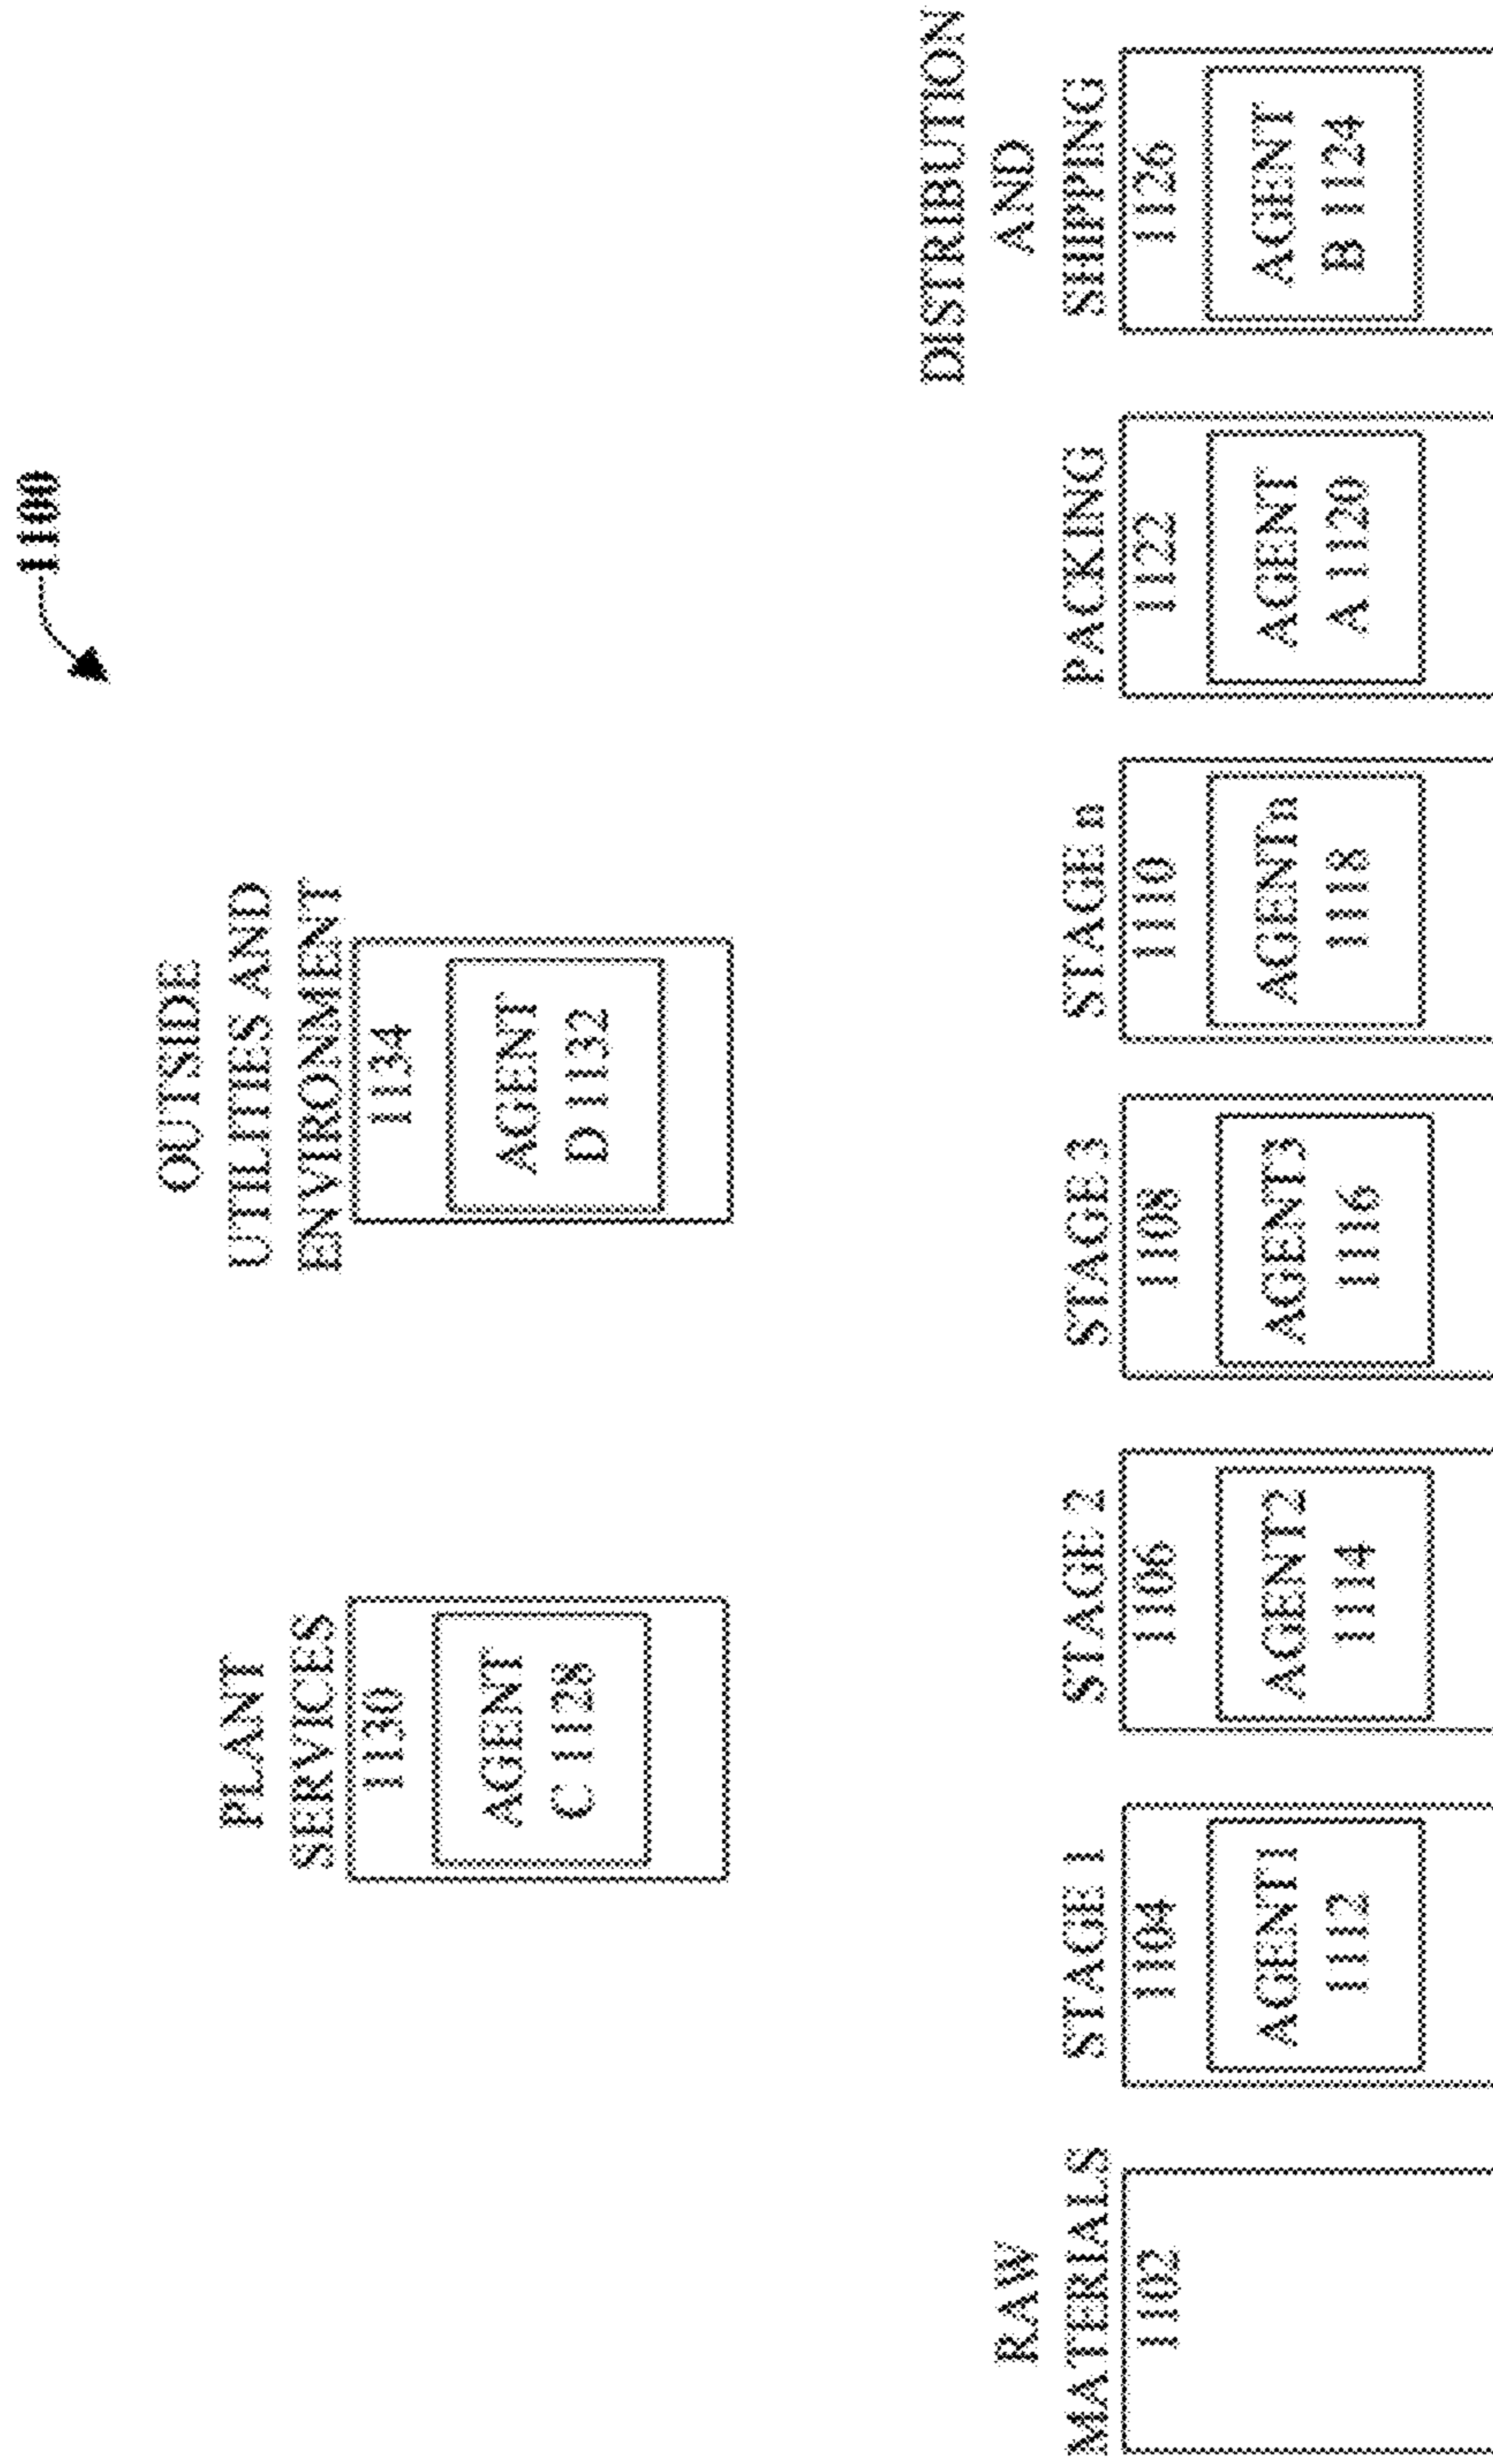 1100
OUTSIDE
UTILITIES AND
ENVIRONMENT
1134
AGENT
D 1132
PLANT
SERVICES
1130
AGENT
C 1128
RAW
MATERIALS
1102
STAGE 1
1104
AGENT1
1112
STAGE 2
1106
AGENT2
1114
STAGE 3
1108
AGENT3
1116
STAGE n
1110
AGENTn
1118
PACKING
1122
AGENT
A 1120
DISTRIBUTION
AND
SHIPPING
1126
AGENT
B 1124